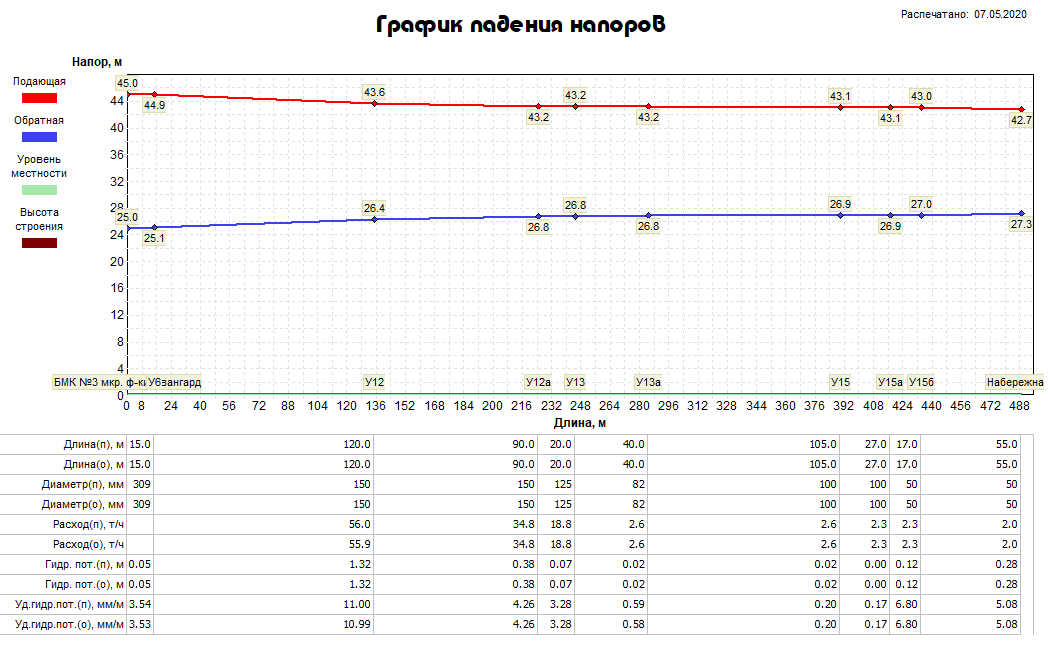 График падения напоров
Распечатано: 07.05.2020
Напор, м
Подающая
Обратная
Уровень
местности
Высота
строения
44
40
36
32
28
24
20
16
12
8
4
0
45.0
44.9
43.6
43.2
43.2
43.2
43.1
43.1
43.0
42.7
25.0
25.1
26.4
26.8
26.8
26.8
26.9
26.9
27.0
27.3
БМК №3 мкр. ф-ки У6вангард У12 У12а У13 У13а У15 У15а У15б Набережна
0 8 24 40 56 72 88 104 120 136 152 168 184 200 216 232 248 264 280 296 312 328 344 360 376 392 408 424 440 456 472 488
Длина, м
Длина(п), м 15.0 120.0 90.0 20.0 40.0 105.0 27.0 17.0 55.0
Длина(о), м 15.0 120.0 90.0 20.0 40.0 105.0 27.0 17.0 55.0
Диаметр(п), мм 309 150 150 125 82 100 100 50 50
Диаметр(о), мм 309 150 150 125 82 100 100 50 50
Расход(п), т/ч 56.0 34.8 18.8 2.6 2.6 2.3 2.3 2.0
Расход(о), т/ч 55.9 34.8 18.8 2.6 2.6 2.3 2.3 2.0
Гидр. пот.(п), м 0.05 1.32 0.38 0.07 0.02 0.02 0.00 0.12 0.28
Гидр. пот.(о), м 0.05 1.32 0.38 0.07 0.02 0.02 0.00 0.12 0.28
Уд.гидр.пот.(п), мм/м 3.54 11.00 4.26 3.28 0.59 0.20 0.17 6.80 5.08
Уд.гидр.пот.(о), мм/м 3.53 10.99 4.26 3.28 0.58 0.20 0.17 6.80 5.08